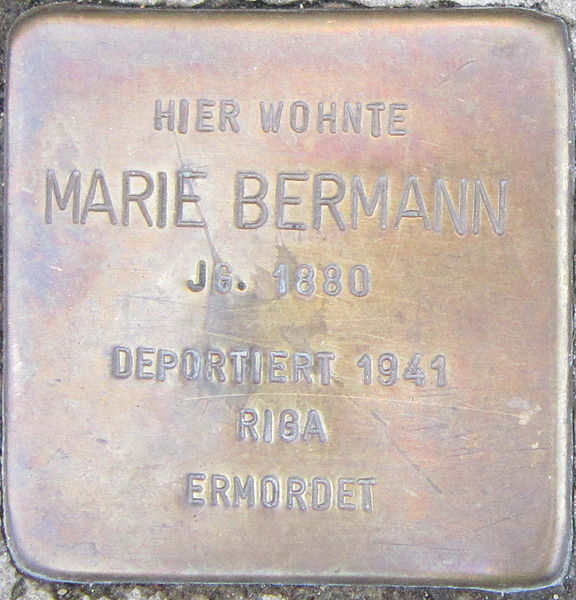 HIER WOHNTE
MARIE BERMANN
JG. 1880
DEPORTIERT 1941
RIGA
ERMORDET